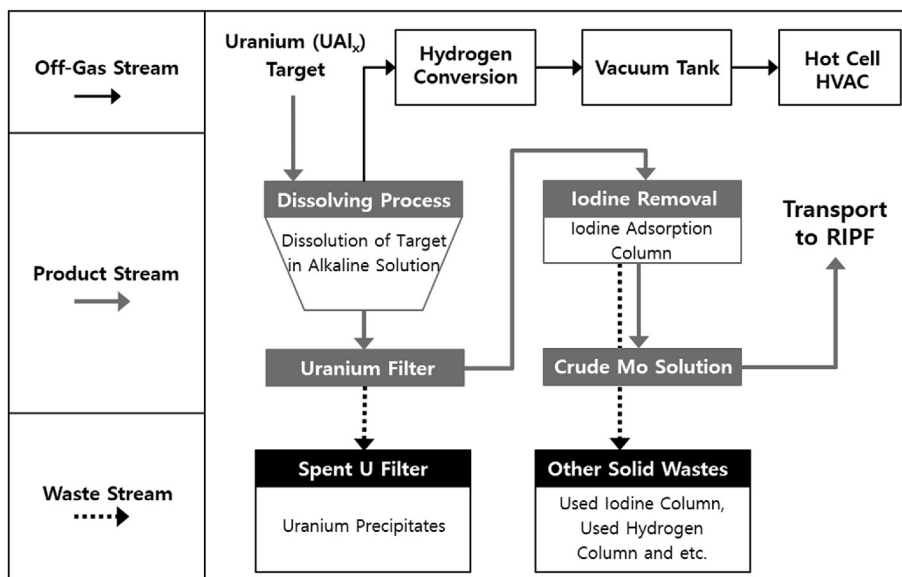 Off-Gas Stream
Product Stream
Waste Stream
Uranium (UAlx)
Target
Hydrogen
Conversion
Vacuum Tank
Hot Cell
HVAC
Dissolving Process
Dissolution of Target
in Alkaline Solution
Iodine Removal
Iodine Adsorption
Column
Transport
to RIPF
Uranium Filter
Crude Mo Solution
Spent U Filter
Uranium Precipitates
Other Solid Wastes
Used Iodine Column,
Used Hydrogen
Column and etc.